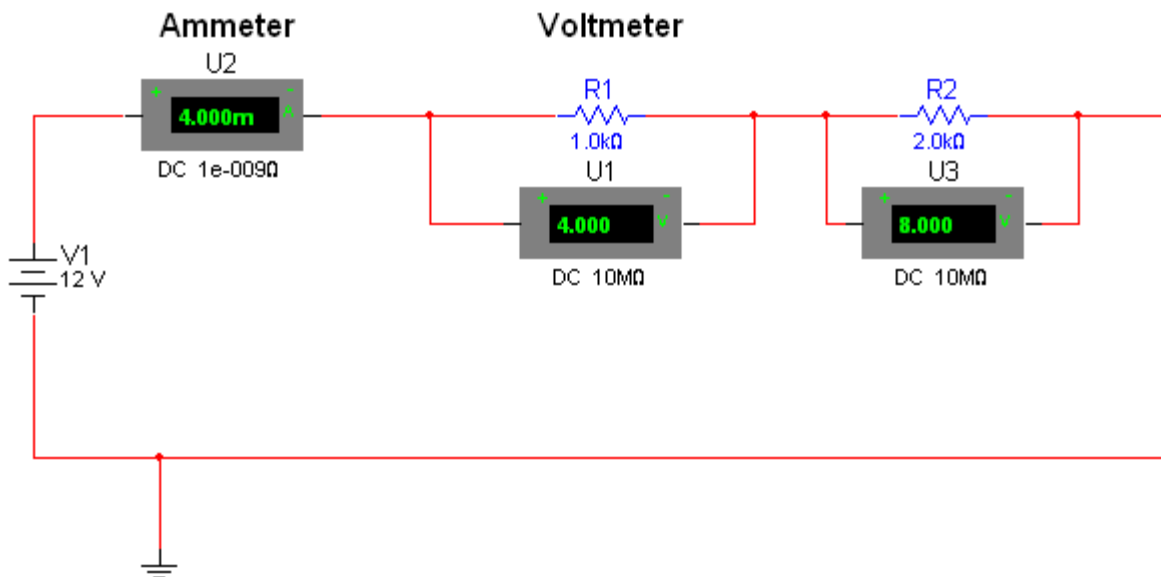 Ammeter Voltmeter
U2
+ -
4.000m A
DC 1e-009Ω
R1
1.0kΩ
U1
+ -
4.000 V
DC 10MΩ
R2
2.0kΩ
U3
+ -
8.000 V
DC 10MΩ
V1
12 V